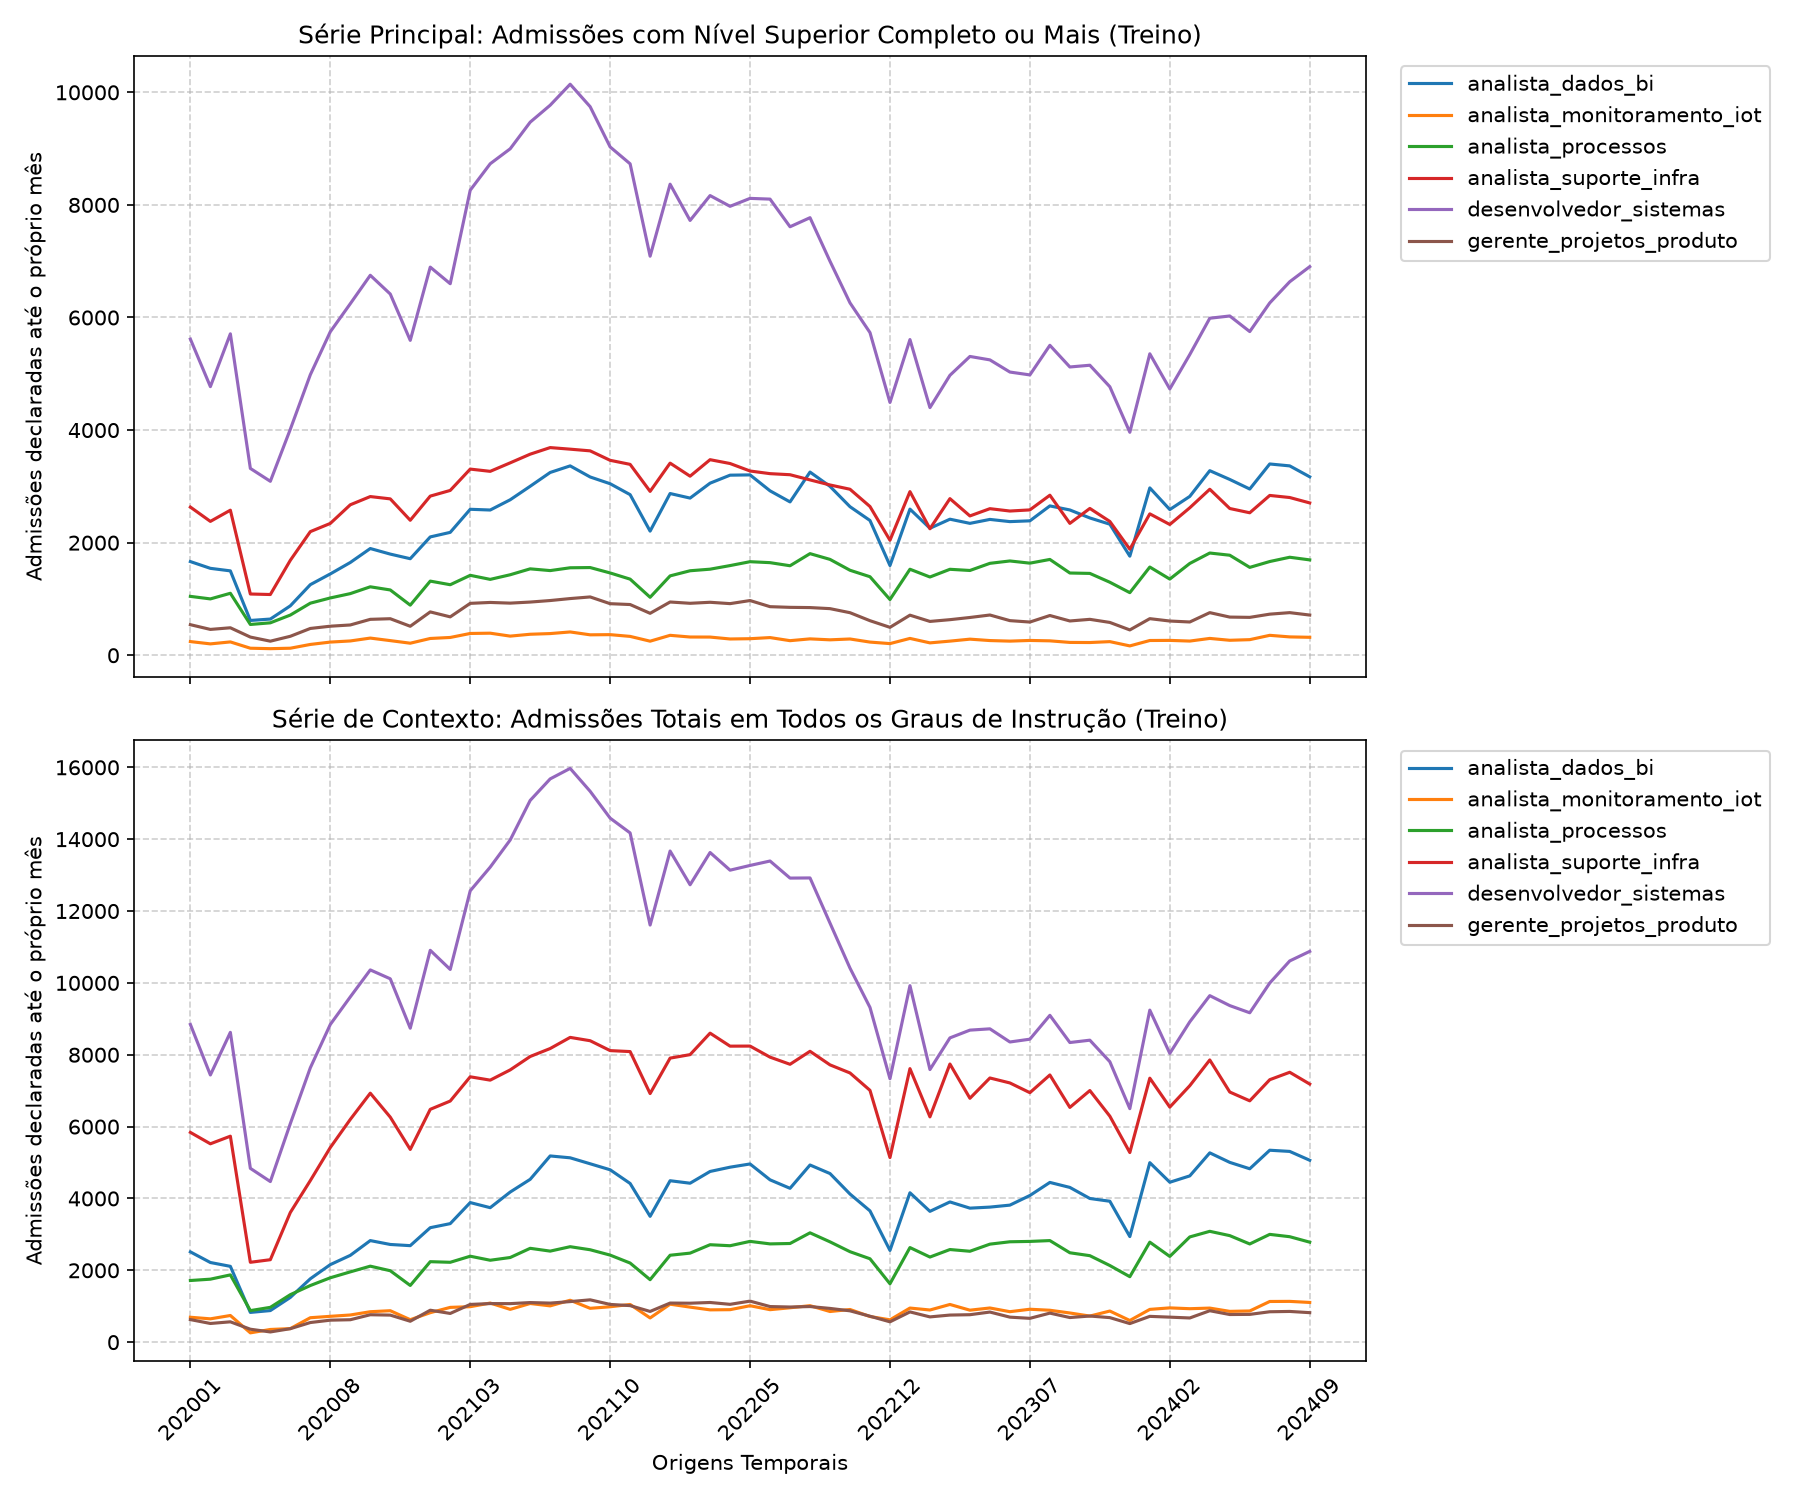 Série Principal: Admissões com Nível Superior Completo ou Mais (Treino)
Admissões declaradas até o próprio mês
10000
8000
6000
4000
2000
0
analista_dados_bi
analista_monitoramento_iot
analista_processos
analista_suporte_infra
desenvolvedor_sistemas
gerente_projetos_produto
Série de Contexto: Admissões Totais em Todos os Graus de Instrução (Treino)
Admissões declaradas até o próprio mês
16000
14000
12000
10000
8000
6000
4000
2000
0
analista_dados_bi
analista_monitoramento_iot
analista_processos
analista_suporte_infra
desenvolvedor_sistemas
gerente_projetos_produto
202001
202008
202103
202110
202205
202212
202307
202402
202409
Origens Temporais